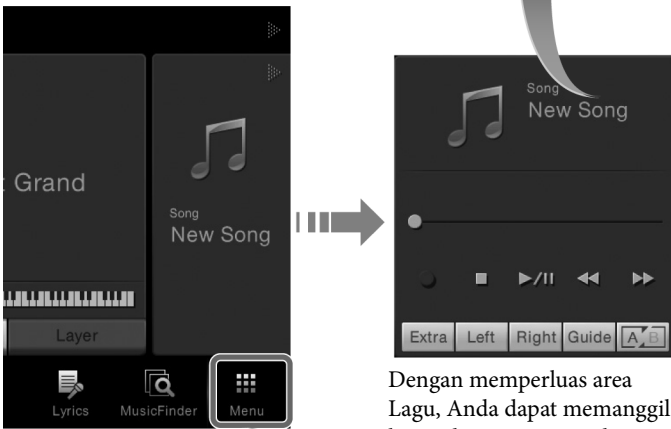 t Grand
Song
New Song
Layer
Lyrics
MusicFinder
Menu
Song
New Song
Extra
Left
Right
Guide
A B
Dengan memperluas area
Lagu, Anda dapat memanggil